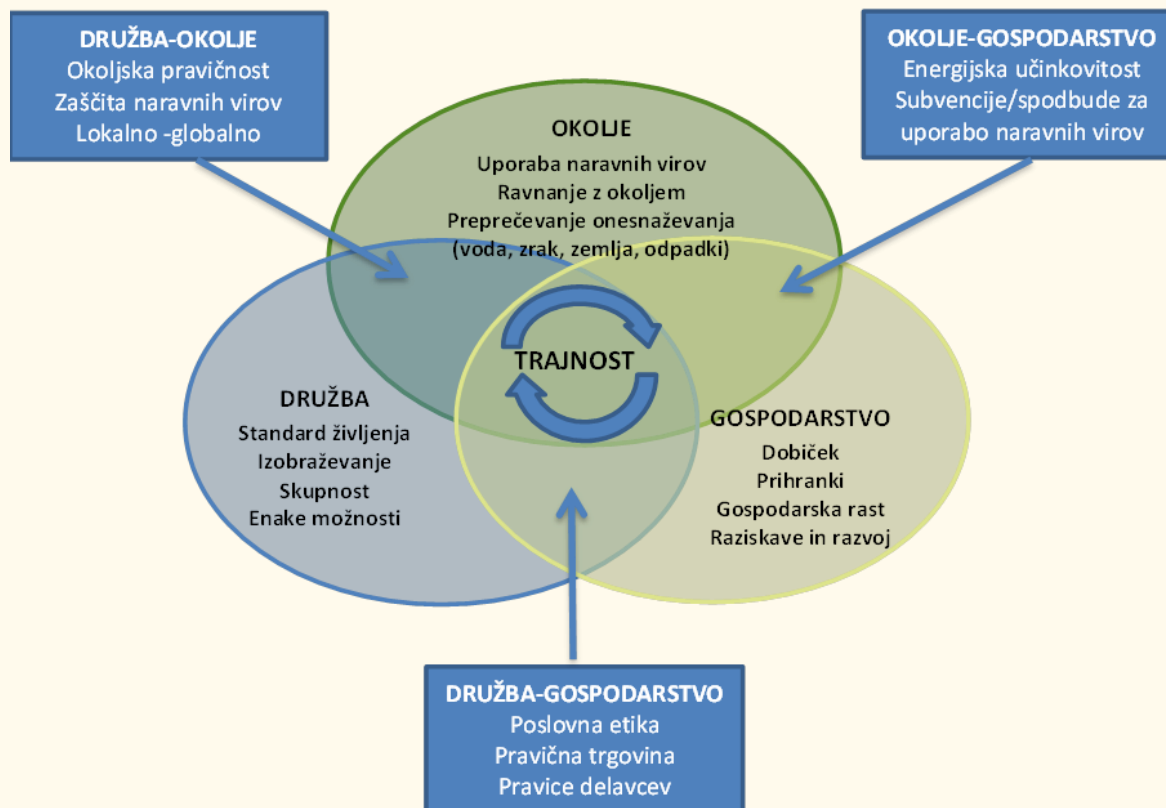 DRUŽBA-OKOLJE
Okoljska pravičnost
Zaščita naravnih virov
Lokalno -globalno
OKOLJE-GOSPODARSTVO
Energijska učinkovitost
Subvencije/spodbude za
uporabo naravnih virov
OKOLJE
Uporaba naravnih virov
Ravnanje z okoljem
Preprečevanje onesnaževanja
(voda, zrak, zemlja, odpadki)
TRAJNOST
DRUŽBA
Standard življenja
Izobraževanje
Skupnost
Enake možnosti
GOSPODARSTVO
Dobiček
Prihranki
Gospodarska rast
Raziskave in razvoj
DRUŽBA-GOSPODARSTVO
Poslovna etika
Pravična trgovina
Pravice delavcev